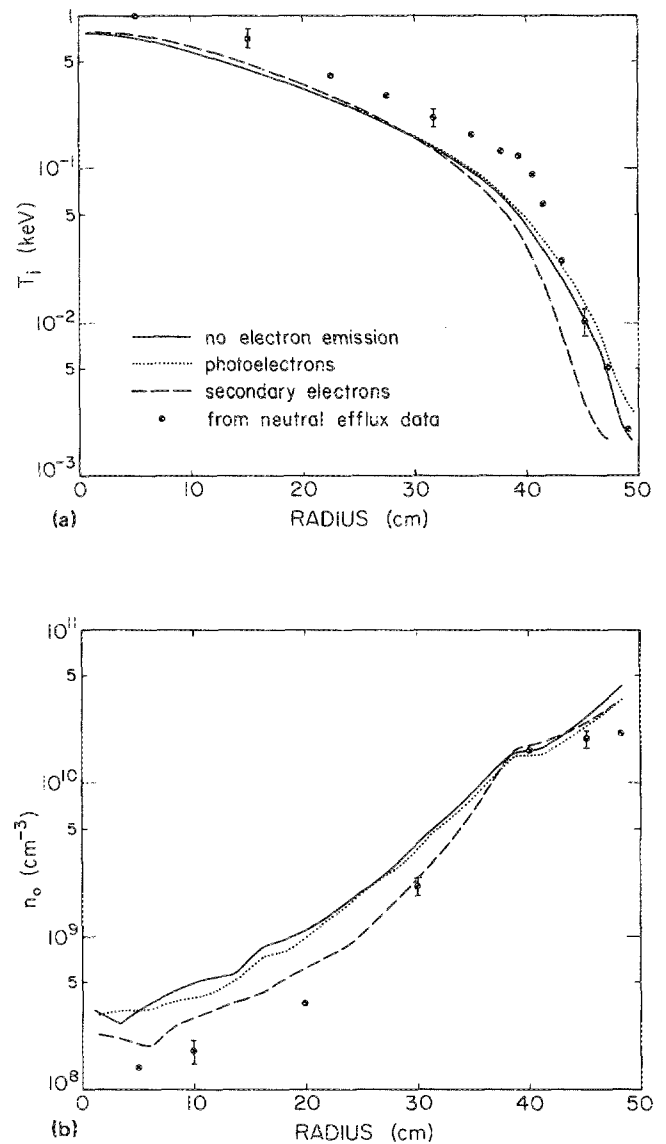 1
5
10⁻¹
5
10⁻²
5
10⁻³
T_i (keV)
no electron emission
photoelectrons
secondary electrons
from neutral efflux data
0 10 20 30 40 50
(a)
RADIUS (cm)
10¹¹
5
10¹⁰
5
10⁹
5
10⁸
n₀ (cm⁻³)
0 10 20 30 40 50
(b)
RADIUS (cm)